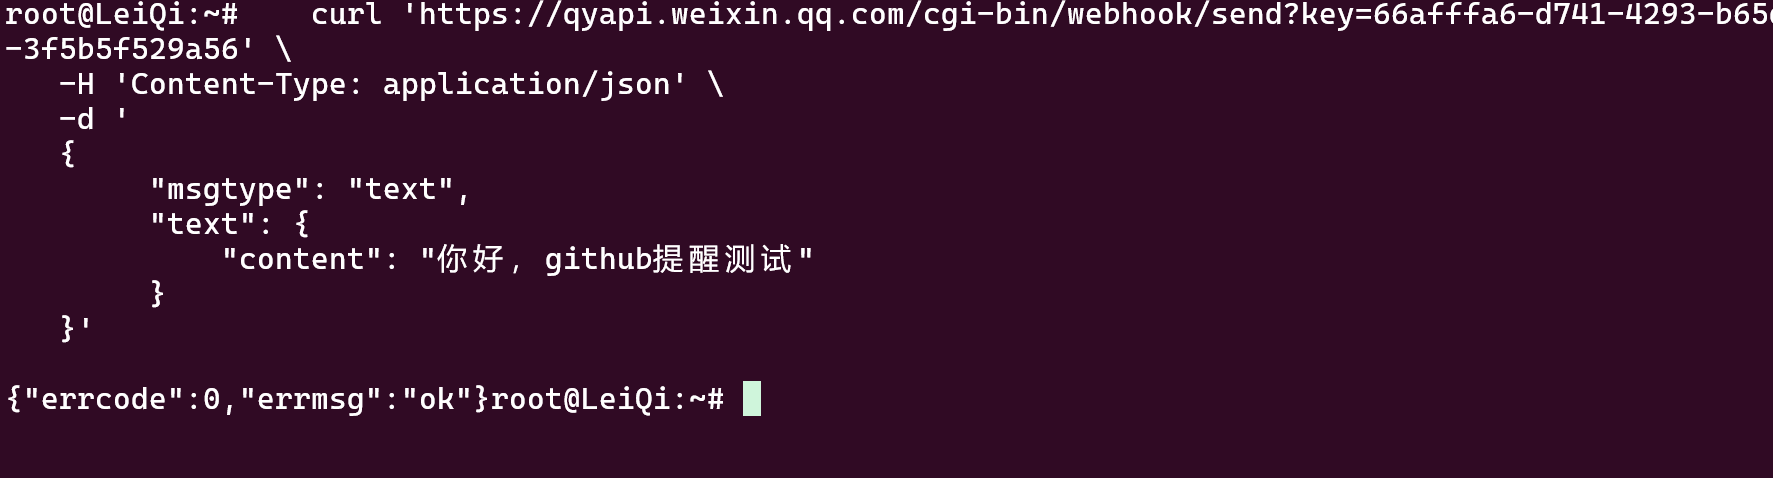 root@LeiQi:~#    curl 'https://qyapi.weixin.qq.com/cgi-bin/webhook/send?key=66afffa6-d741-4293-b65
-3f5b5f529a56' \
   -H 'Content-Type: application/json' \
   -d '
   {
        "msgtype": "text",
        "text": {
            "content": "你好，github提醒测试"
        }
   }'
{"errcode":0,"errmsg":"ok"}root@LeiQi:~#